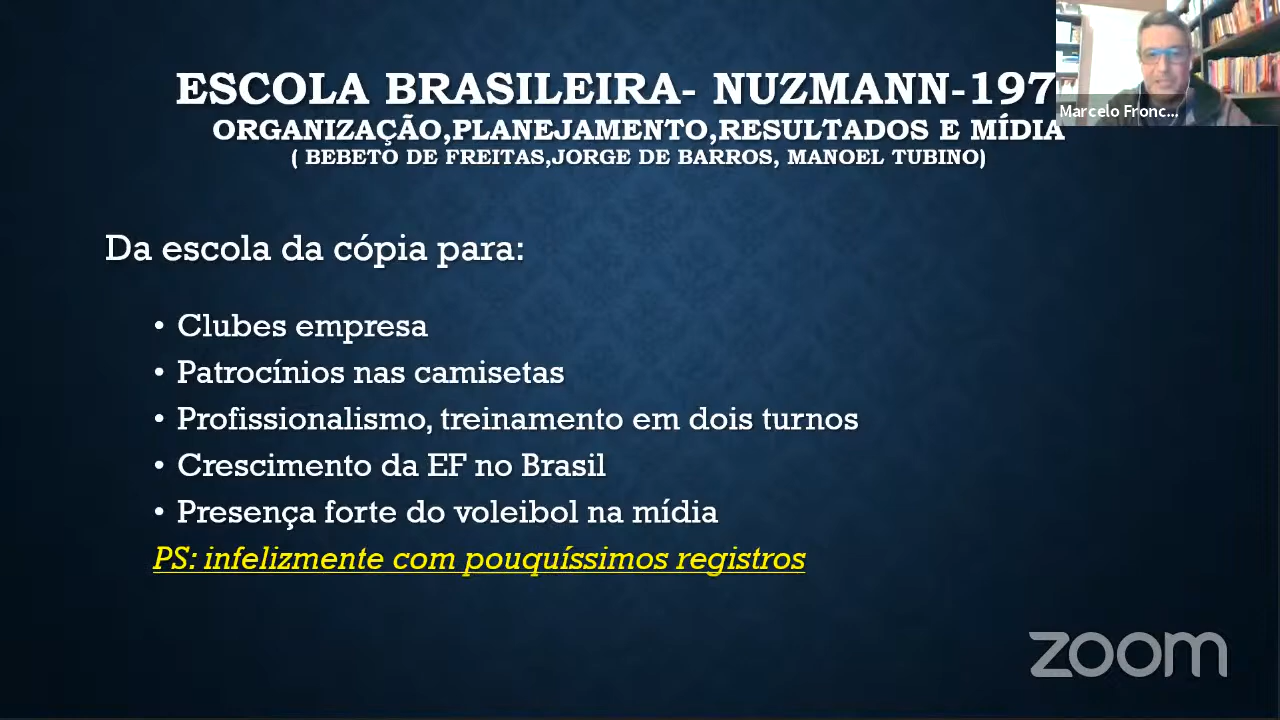 ESCOLA BRASILEIRA- NUZMANN-197
ORGANIZAÇÃO,PLANEJAMENTO,RESULTADOS E MÍDIA
( BEBETO DE FREITAS,JORGE DE BARROS, MANOEL TUBINO)
Marcelo Fronc...
Da escola da cópia para:
• Clubes empresa
• Patrocínios nas camisetas
• Profissionalismo, treinamento em dois turnos
• Crescimento da EF no Brasil
• Presença forte do voleibol na mídia
PS: infelizmente com pouquíssimos registros
zoom